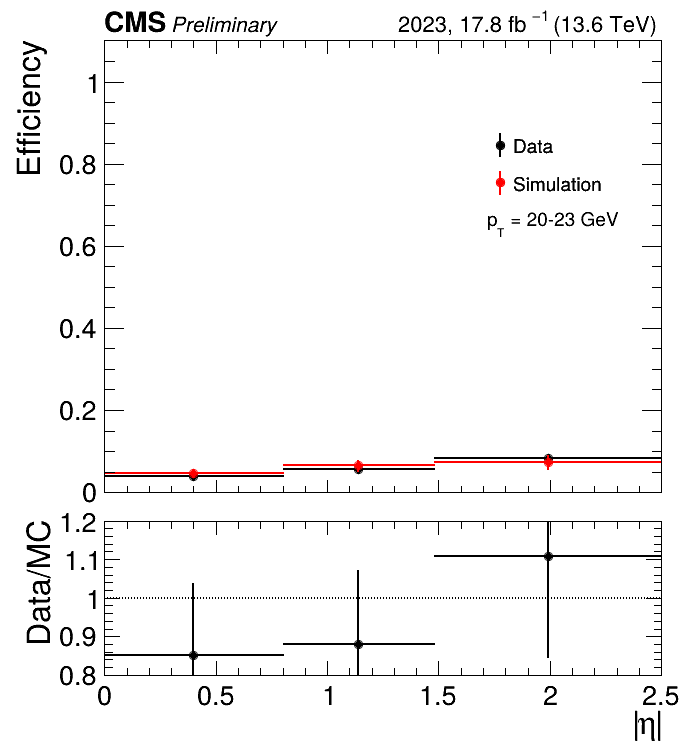 CMS Preliminary 2023, 17.8 fb⁻¹ (13.6 TeV)
Efficiency
1
0.8
0.6
0.4
0.2
0
Data
Simulation
p_T = 20-23 GeV
Data/MC
1.2
1.1
1
0.9
0.8
0 0.5 1 1.5 2 2.5
|η|